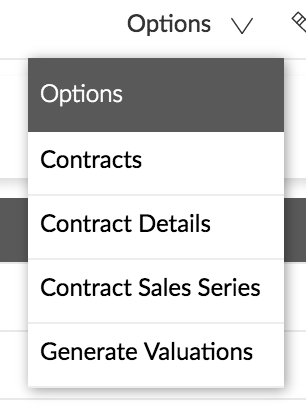 Options
Options
Contracts
Contract Details
Contract Sales Series
Generate Valuations